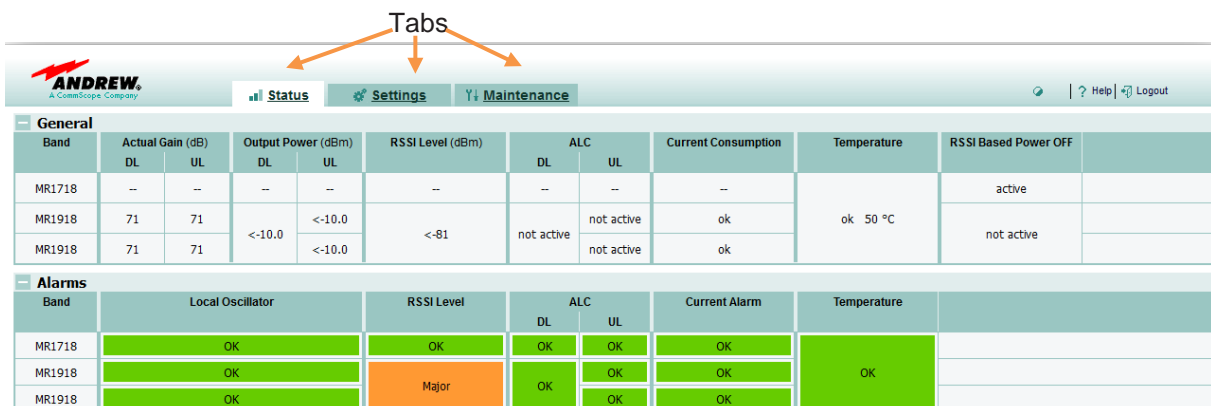 Tabs
ANDREW®
A CommScope Company
Status Settings Maintenance ? Help Logout
General
Band Actual Gain (dB) Output Power (dBm) RSSI Level (dBm) ALC Current Consumption Temperature RSSI Based Power OFF
DL UL DL UL DL UL
MR1718 -- -- -- -- -- -- -- -- active
MR1918 71 71 <-10.0 <-10.0 <-81 not active not active ok ok 50 °C not active
MR1918 71 71 <-10.0 not active ok
Alarms
Band Local Oscillator RSSI Level ALC Current Alarm Temperature
DL UL
MR1718 OK OK OK OK OK OK
MR1918 OK Major OK OK OK
MR1918 OK OK OK